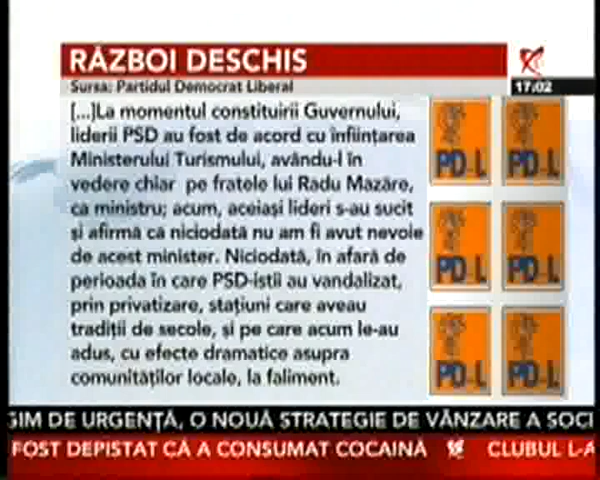 RĂZBOI DESCHIS
Sursa: Partidul Democrat Liberal
17:02
[...]La momentul constituirii Guvernului,
liderii PSD au fost de acord cu înființarea
Ministerului Turismului, avându-l în
vedere chiar pe fratele lui Radu Mazăre,
ca ministru; acum, aceiași lideri s-au sucit
și afirmă că niciodată nu am fi avut nevoie
de acest minister. Niciodată, în afară de
perioada în care PSD-iștii au vandalizat,
prin privatizare, stațiuni care aveau
tradiții de secole, și pe care acum le-au
adus, cu efecte dramatice asupra
comunităților locale, la faliment.
PD-L PD-L
PD-L PD-L
PD-L PD-L
GIM DE URGENȚĂ, O NOUĂ STRATEGIE DE VÂNZARE A SOCI
FOST DEPISTAT CĂ A CONSUMAT COCAINĂ CLUBUL L-A